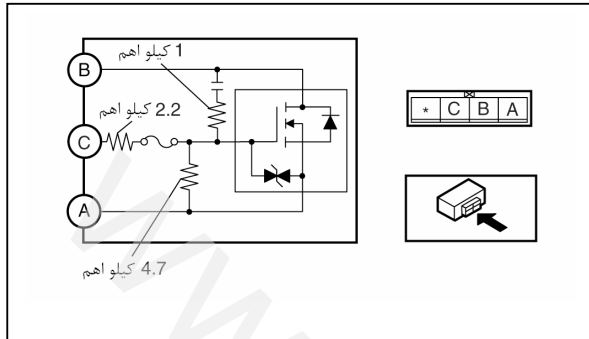 1 کیلو اهم
B
2.2 کیلو اهم
C
A
4.7 کیلو اهم
* C B A